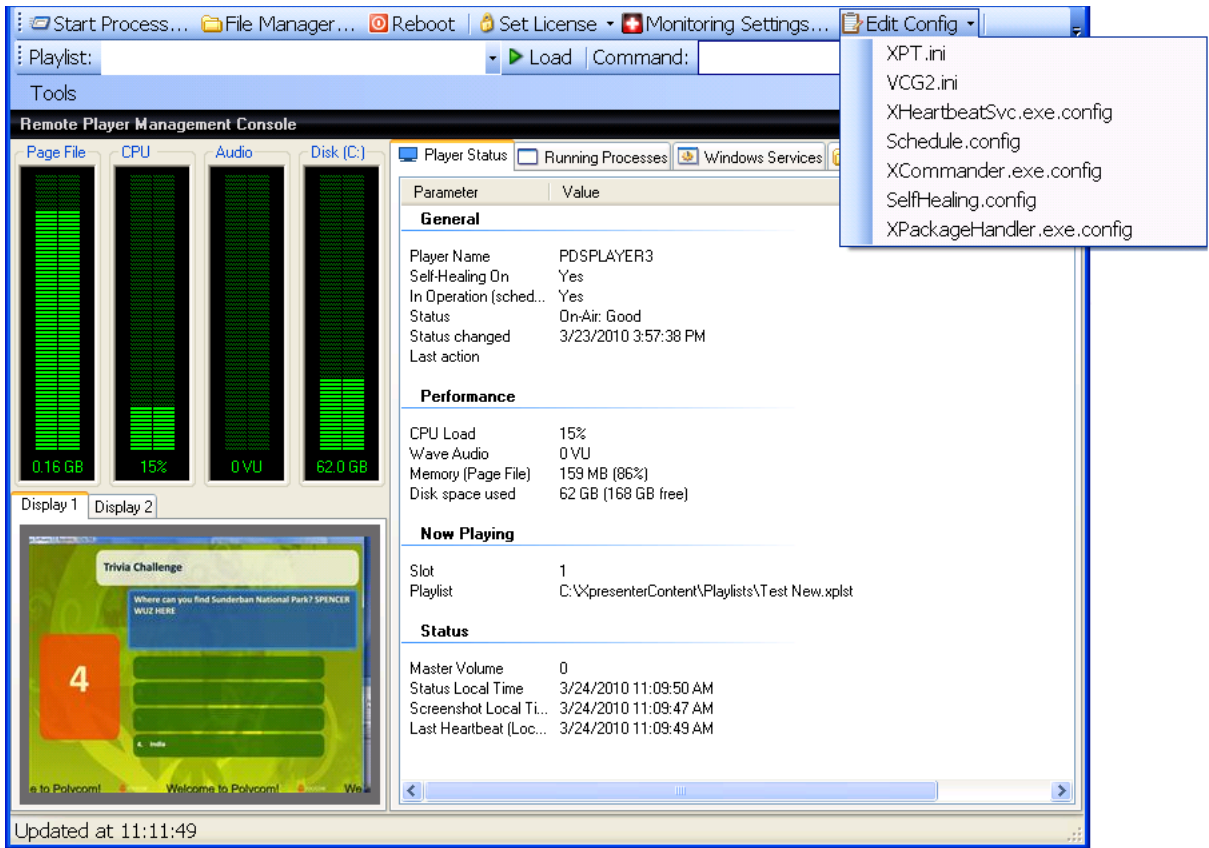 Start Process... File Manager... Reboot Set License Monitoring Settings... Edit Config
Playlist: Load Command:
XPT.ini
VCG2.ini
XHeartbeatSvc.exe.config
Schedule.config
XCommander.exe.config
SelfHealing.config
XPackageHandler.exe.config
Tools
Remote Player Management Console
Page File CPU Audio Disk (C:)
0.16 GB 15% 0 VU 62.0 GB
Player Status Running Processes Windows Services
Parameter Value
General
Player Name PDSPLAYER3
Self-Healing On Yes
In Operation (sched... Yes
Status On-Air: Good
Status changed 3/23/2010 3:57:38 PM
Last action
Performance
CPU Load 15%
Wave Audio 0 VU
Memory (Page File) 159 MB (86%)
Disk space used 62 GB (168 GB free)
Now Playing
Slot 1
Playlist C:\XpresenterContent\Playlists\Test New.xplst
Status
Master Volume 0
Status Local Time 3/24/2010 11:09:50 AM
Screenshot Local Ti... 3/24/2010 11:09:47 AM
Last Heartbeat (Loc... 3/24/2010 11:09:49 AM
Display 1 Display 2
Trivia Challenge
Where can you find Sunderban National Park? SPENCER
WUZ HERE
4
4. India
e to Polycom! Welcome to Polycom! We
Updated at 11:11:49